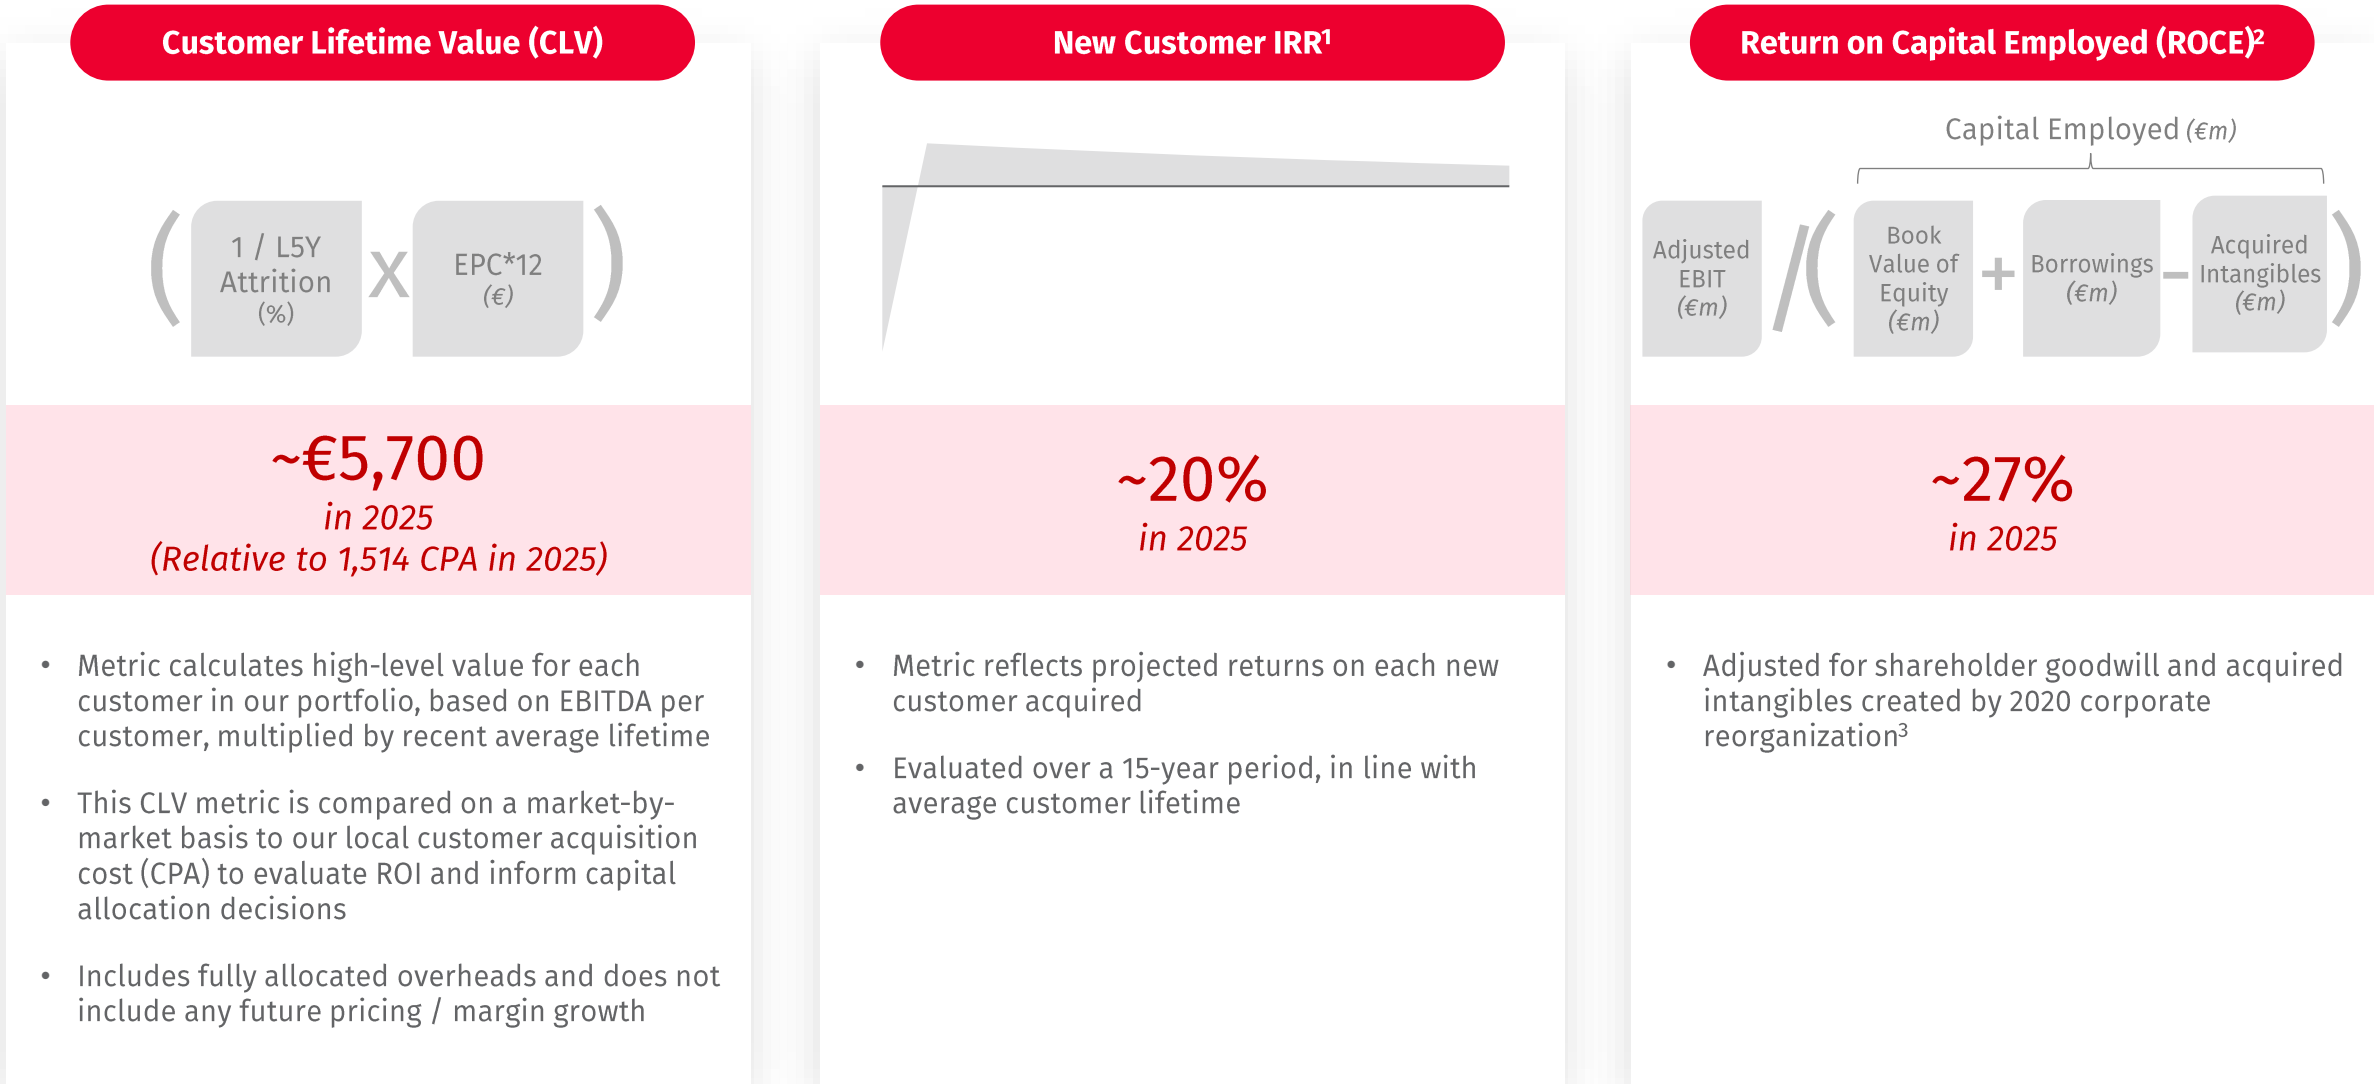 Customer Lifetime Value (CLV)
(
1 / L5Y
Attrition
(%)
X
EPC*12
(€)
)
~€5,700
in 2025
(Relative to 1,514 CPA in 2025)
• Metric calculates high-level value for each
customer in our portfolio, based on EBITDA per
customer, multiplied by recent average lifetime
• This CLV metric is compared on a market-by-
market basis to our local customer acquisition
cost (CPA) to evaluate ROI and inform capital
allocation decisions
• Includes fully allocated overheads and does not
include any future pricing / margin growth
New Customer IRR¹
~20%
in 2025
• Metric reflects projected returns on each new
customer acquired
• Evaluated over a 15-year period, in line with
average customer lifetime
Return on Capital Employed (ROCE)²
Capital Employed (€m)
Adjusted
EBIT
(€m)
/
(
Book
Value of
Equity
(€m)
+
Borrowings
(€m)
–
Acquired
Intangibles
(€m)
)
~27%
in 2025
• Adjusted for shareholder goodwill and acquired
intangibles created by 2020 corporate
reorganization³